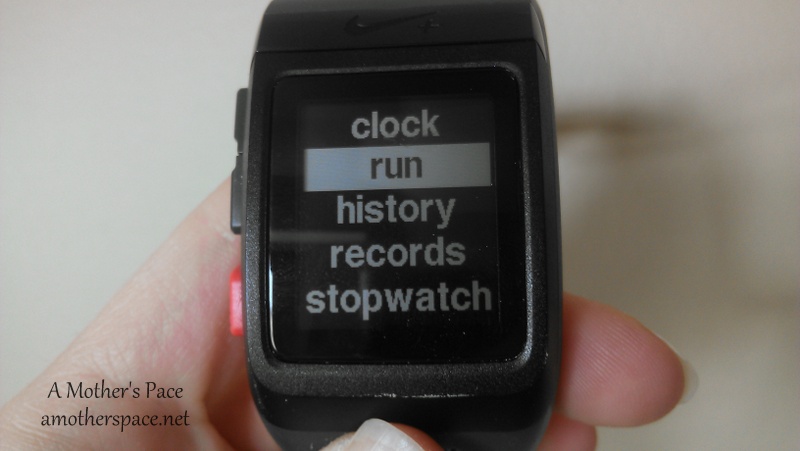 clock
run
history
records
stopwatch
A Mother's Pace
amotherspace.net